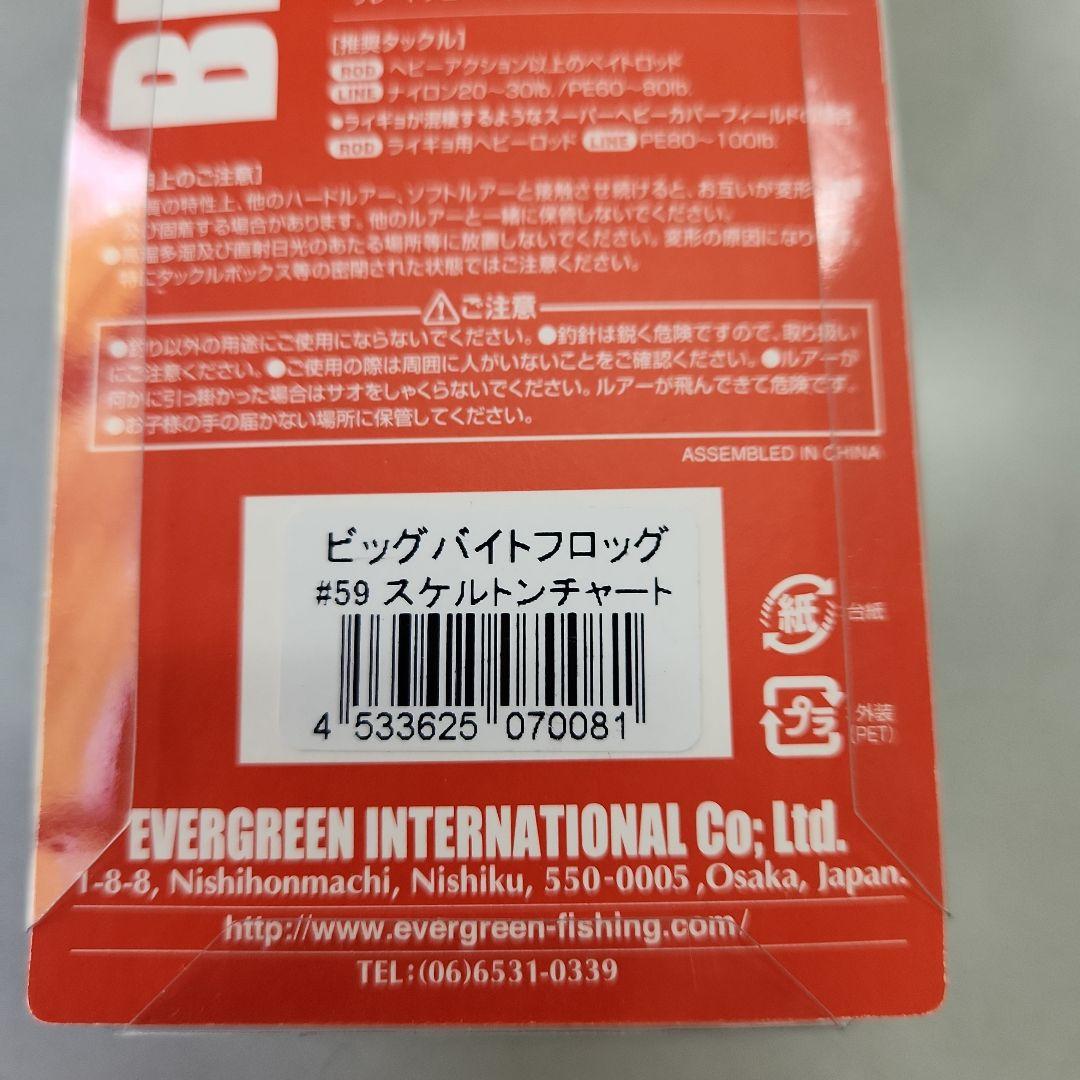 B
[推奨タックル]
ROD ヘビーアクション以上のベイトロッド
LINE ナイロン20〜30lb./PE60〜80lb.
●ライギョが混棲するようなスーパーヘビーカバーフィールドの場合
ROD ライギョ用ヘビーロッド LINE PE80〜100lb.
上のご注意]
質の特性上、他のハードルアー、ソフトルアーと接触させ続けると、お互いが変形
及び固着する場合があります。他のルアーと一緒に保管しないでください。
●高温多湿及び直射日光のあたる場所等に放置しないでください。変形の原因になり
特にタックルボックス等の密閉された状態ではご注意ください。
⚠ご注意
●釣り以外の用途にご使用にならないでください。●釣針は鋭く危険ですので、取り扱い
にご注意ください。●ご使用の際は周囲に人がいないことをご確認ください。●ルアーが
何かに引っ掛かった場合はサオをしゃくらないでください。ルアーが飛んできて危険です。
●お子様の手の届かない場所に保管してください。
ASSEMBLED IN CHINA
ビッグバイトフロッグ
#59 スケルトンチャート
4 533625 070081
紙 台紙
プラ 外装
(PET)
EVERGREEN INTERNATIONAL Co; Ltd.
1-8-8, Nishihonmachi, Nishiku, 550-0005 ,Osaka, Japan.
http://www.evergreen-fishing.com/
TEL:(06)6531-0339